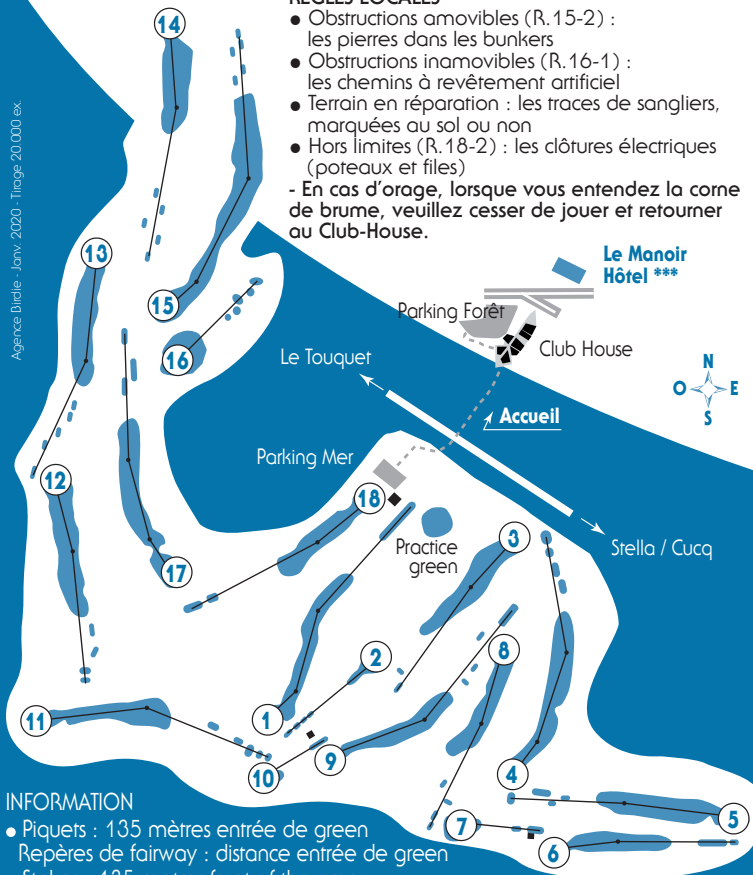 RÈGLES LOCALES
● Obstructions amovibles (R.15-2) :
les pierres dans les bunkers
● Obstructions inamovibles (R.16-1) :
les chemins à revêtement artificiel
● Terrain en réparation : les traces de sangliers,
marquées au sol ou non
● Hors limites (R.18-2) : les clôtures électriques
(poteaux et files)
- En cas d'orage, lorsque vous entendez la corne
de brume, veuillez cesser de jouer et retourner
au Club-House.
Agence Birdie - Janv. 2020 - Tirage 20.000 ex.
14
13
15
16
Le Manoir
Hôtel ***
Parking Forêt
Club House
Le Touquet
N
O
E
S
Accueil
Parking Mer
12
18
17
Practice
green
3
Stella / Cucq
2
8
11
1
9
10
4
7
5
6
INFORMATION
● Piquets : 135 mètres entrée de green
Repères de fairway : distance entrée de green